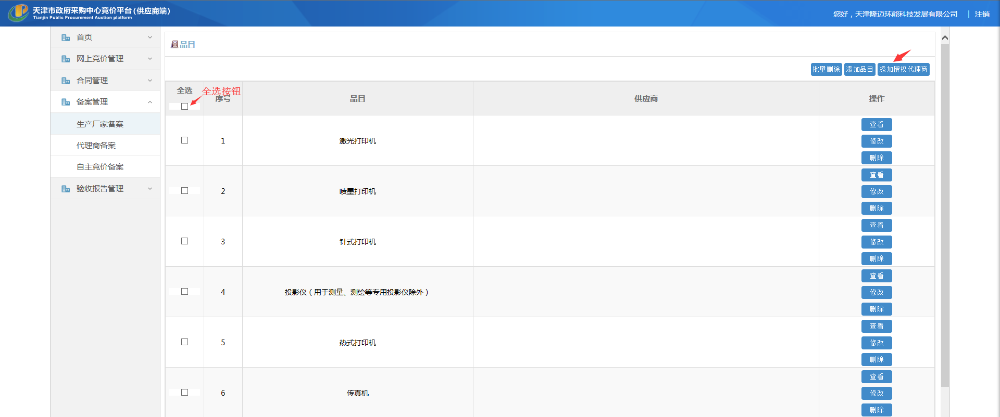 天津市政府采购中心竞价平台(供应商端)
Tianjin Public Procurement Auction platform
您好，天津隆迈环能科技发展有限公司 | 注销
首页
网上竞价管理
合同管理
备案管理
生产厂家备案
代理商备案
自主竞价备案
验收报告管理
品目
批量删除 添加品目 添加授权代理商
全选 全选按钮
序号 品目 供应商 操作
1 激光打印机 查看 修改 删除
2 喷墨打印机 查看 修改 删除
3 针式打印机 查看 修改 删除
4 投影仪（用于测量、测绘等专用投影仪除外） 查看 修改 删除
5 热式打印机 查看 修改 删除
6 传真机 查看 修改 删除